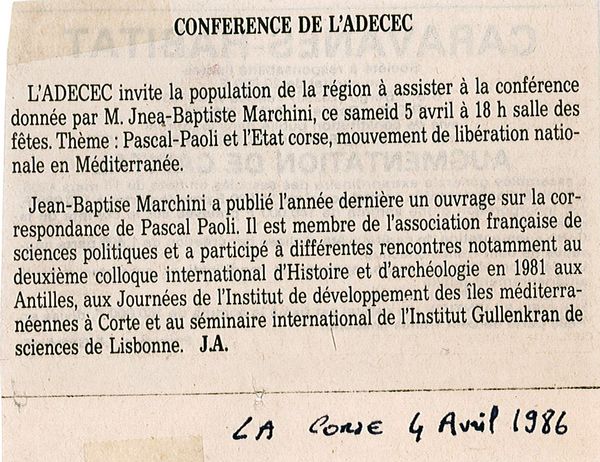 CONFERENCE DE L'ADECEC
L'ADECEC invite la population de la région à assister à la conférence
donnée par M. Jnea-Baptiste Marchini, ce sameid 5 avril à 18 h salle des
fêtes. Thème : Pascal-Paoli et l'Etat corse, mouvement de libération natio-
nale en Méditerranée.
Jean-Baptise Marchini a publié l'année dernière un ouvrage sur la cor-
respondance de Pascal Paoli. Il est membre de l'association française de
sciences politiques et a participé à différentes rencontres notamment au
deuxième colloque international d'Histoire et d'archéologie en 1981 aux
Antilles, aux Journées de l'Institut de développement des îles méditerra-
néennes à Corte et au séminaire international de l'Institut Gullenkran de
sciences de Lisbonne. J.A.
LA CORSE 4 Avril 1986